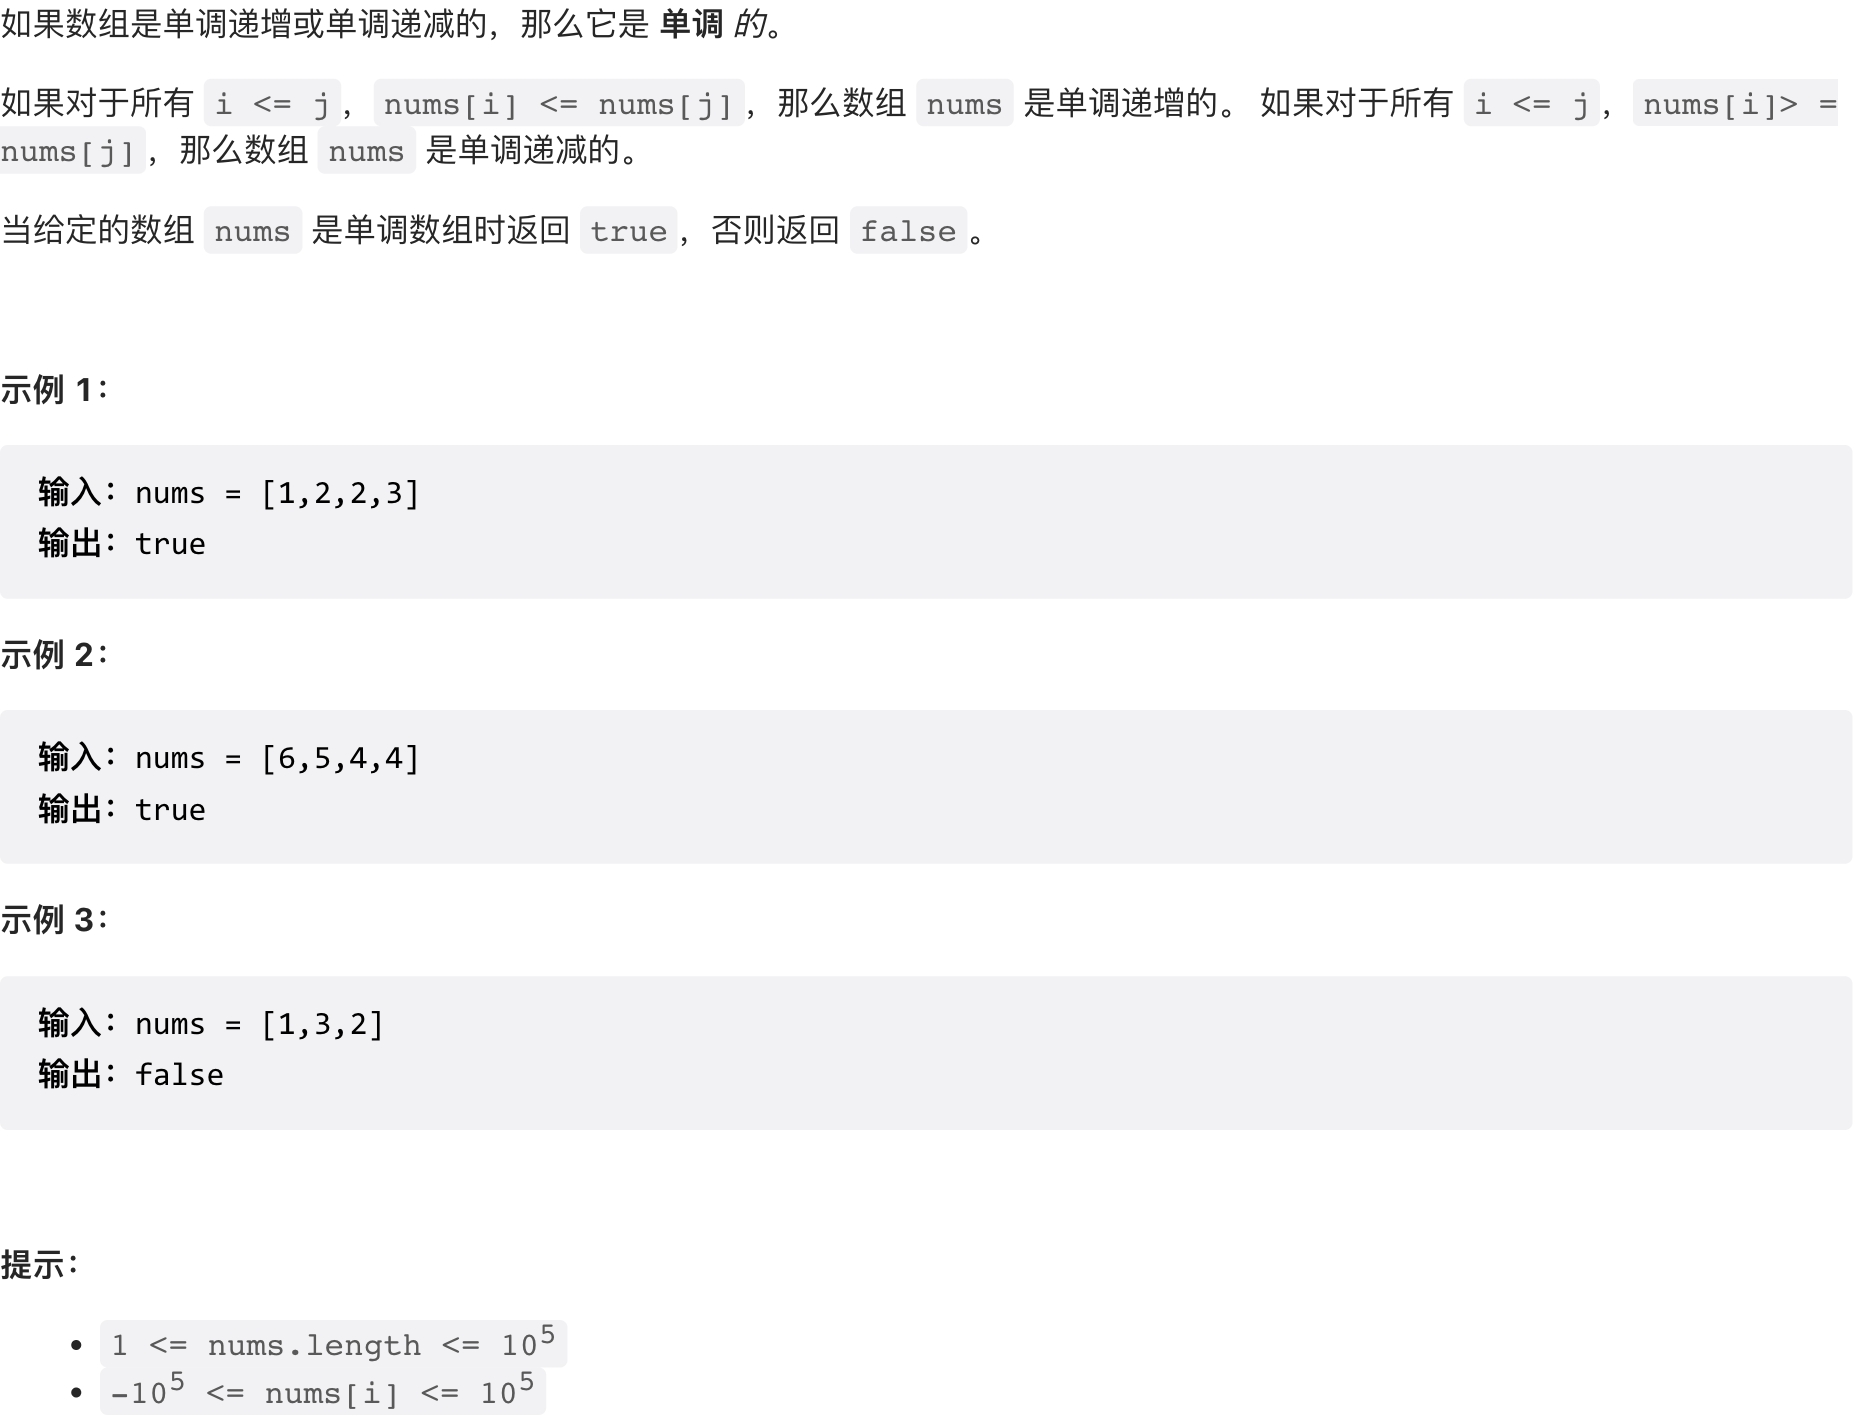 如果数组是单调递增或单调递减的，那么它是 单调 的。
如果对于所有 i <= j，nums[i] <= nums[j]，那么数组 nums 是单调递增的。 如果对于所有 i <= j，nums[i]> =
nums[j]，那么数组 nums 是单调递减的。
当给定的数组 nums 是单调数组时返回 true，否则返回 false。
示例 1：
输入：nums = [1,2,2,3]
输出：true
示例 2：
输入：nums = [6,5,4,4]
输出：true
示例 3：
输入：nums = [1,3,2]
输出：false
提示：
• 1 <= nums.length <= 10⁵
• -10⁵ <= nums[i] <= 10⁵